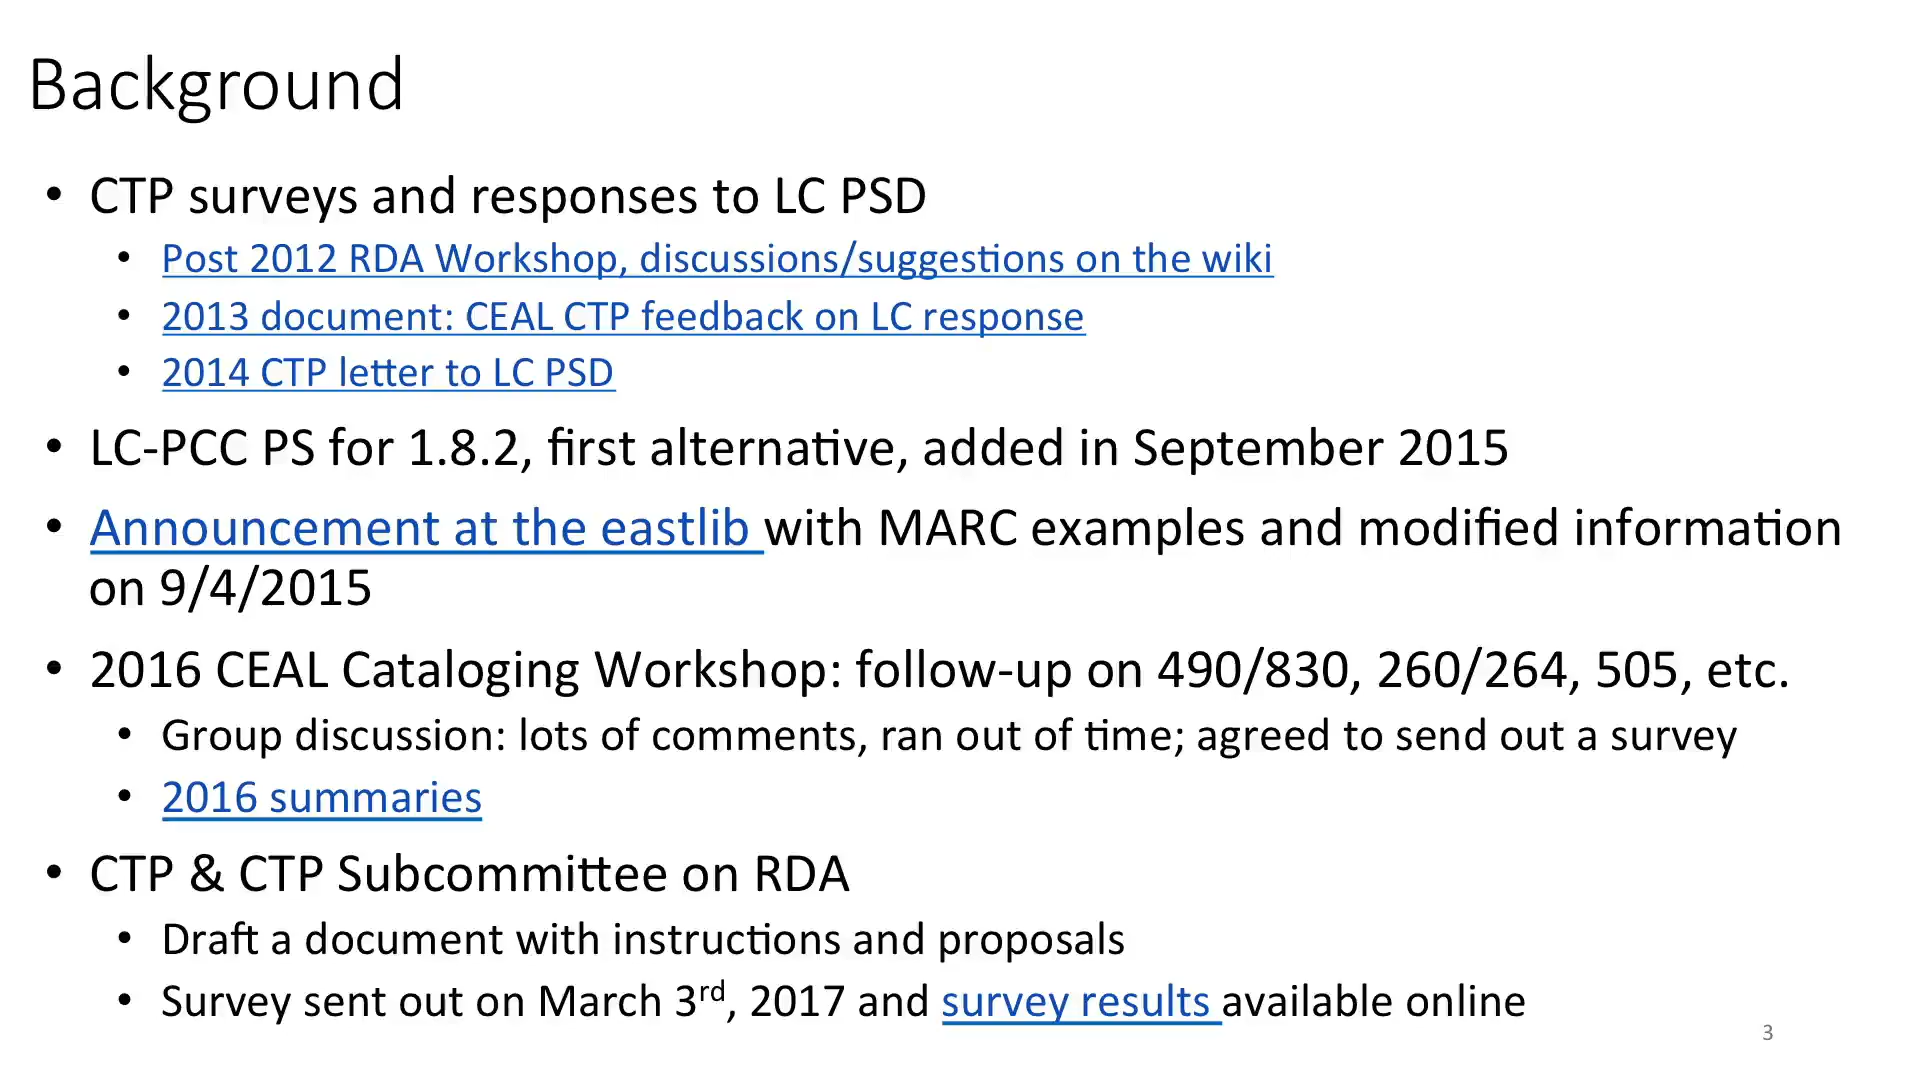 Background
• CTP surveys and responses to LC PSD
• Post 2012 RDA Workshop, discussions/suggestions on the wiki
• 2013 document: CEAL CTP feedback on LC response
• 2014 CTP letter to LC PSD
• LC-PCC PS for 1.8.2, first alternative, added in September 2015
• Announcement at the eastlib with MARC examples and modified information
on 9/4/2015
• 2016 CEAL Cataloging Workshop: follow-up on 490/830, 260/264, 505, etc.
• Group discussion: lots of comments, ran out of time; agreed to send out a survey
• 2016 summaries
• CTP & CTP Subcommittee on RDA
• Draft a document with instructions and proposals
• Survey sent out on March 3rd, 2017 and survey results available online
3